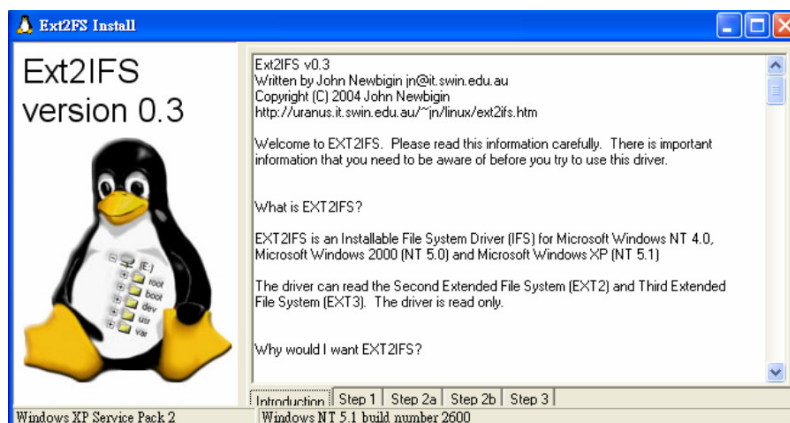 Ext2FS Install
Ext2IFS
version 0.3
(E:)
root
boot
dev
usr
var
Ext2IFS v0.3
Written by John Newbigin jn@it.swin.edu.au
Copyright (C) 2004 John Newbigin
http://uranus.it.swin.edu.au/~jn/linux/ext2ifs.htm
Welcome to EXT2IFS.  Please read this information carefully.  There is important
information that you need to be aware of before you try to use this driver.
What is EXT2IFS?
EXT2IFS is an Installable File System Driver (IFS) for Microsoft Windows NT 4.0,
Microsoft Windows 2000 (NT 5.0) and Microsoft Windows XP (NT 5.1)
The driver can read the Second Extended File System (EXT2) and Third Extended
File System (EXT3).  The driver is read only.
Why would I want EXT2IFS?
Introduction Step 1 Step 2a Step 2b Step 3
Windows XP Service Pack 2 Windows NT 5.1 build number 2600